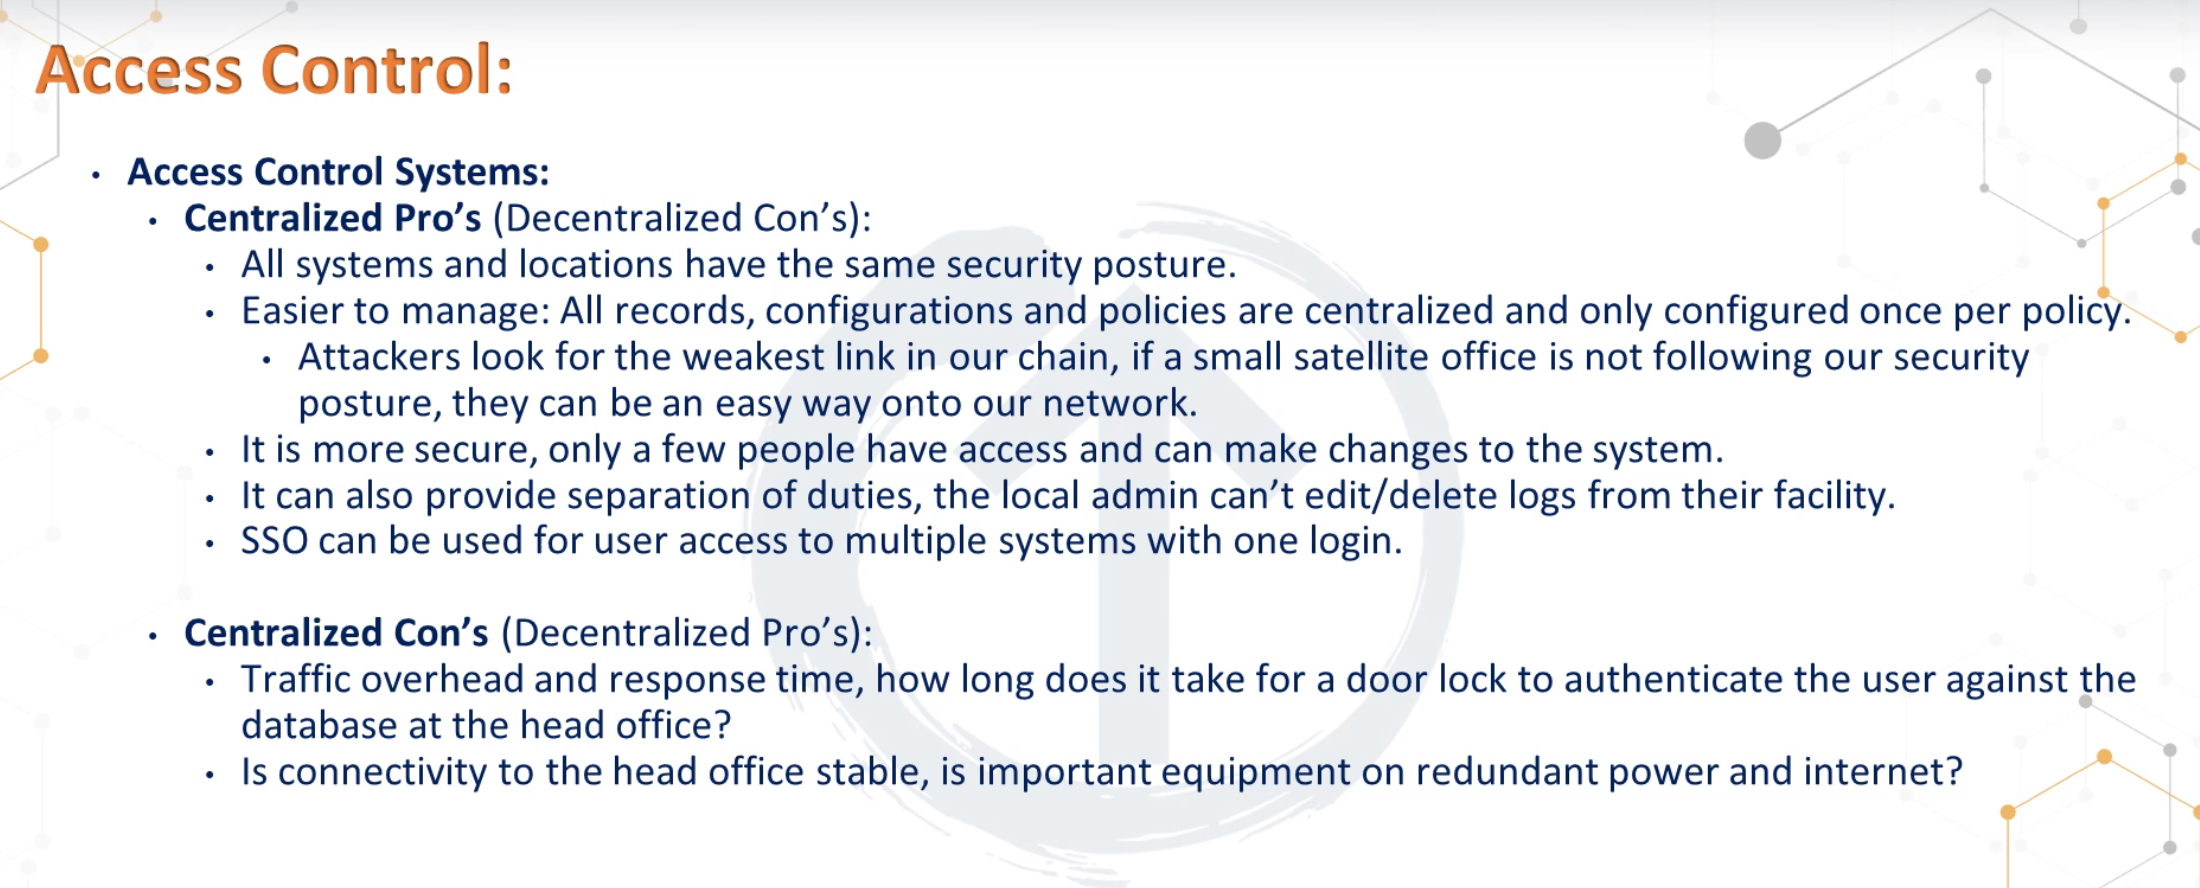 Access Control:
• Access Control Systems:
• Centralized Pro’s (Decentralized Con’s):
• All systems and locations have the same security posture.
• Easier to manage: All records, configurations and policies are centralized and only configured once per policy.
• Attackers look for the weakest link in our chain, if a small satellite office is not following our security
posture, they can be an easy way onto our network.
• It is more secure, only a few people have access and can make changes to the system.
• It can also provide separation of duties, the local admin can’t edit/delete logs from their facility.
• SSO can be used for user access to multiple systems with one login.
• Centralized Con’s (Decentralized Pro’s):
• Traffic overhead and response time, how long does it take for a door lock to authenticate the user against the
database at the head office?
• Is connectivity to the head office stable, is important equipment on redundant power and internet?